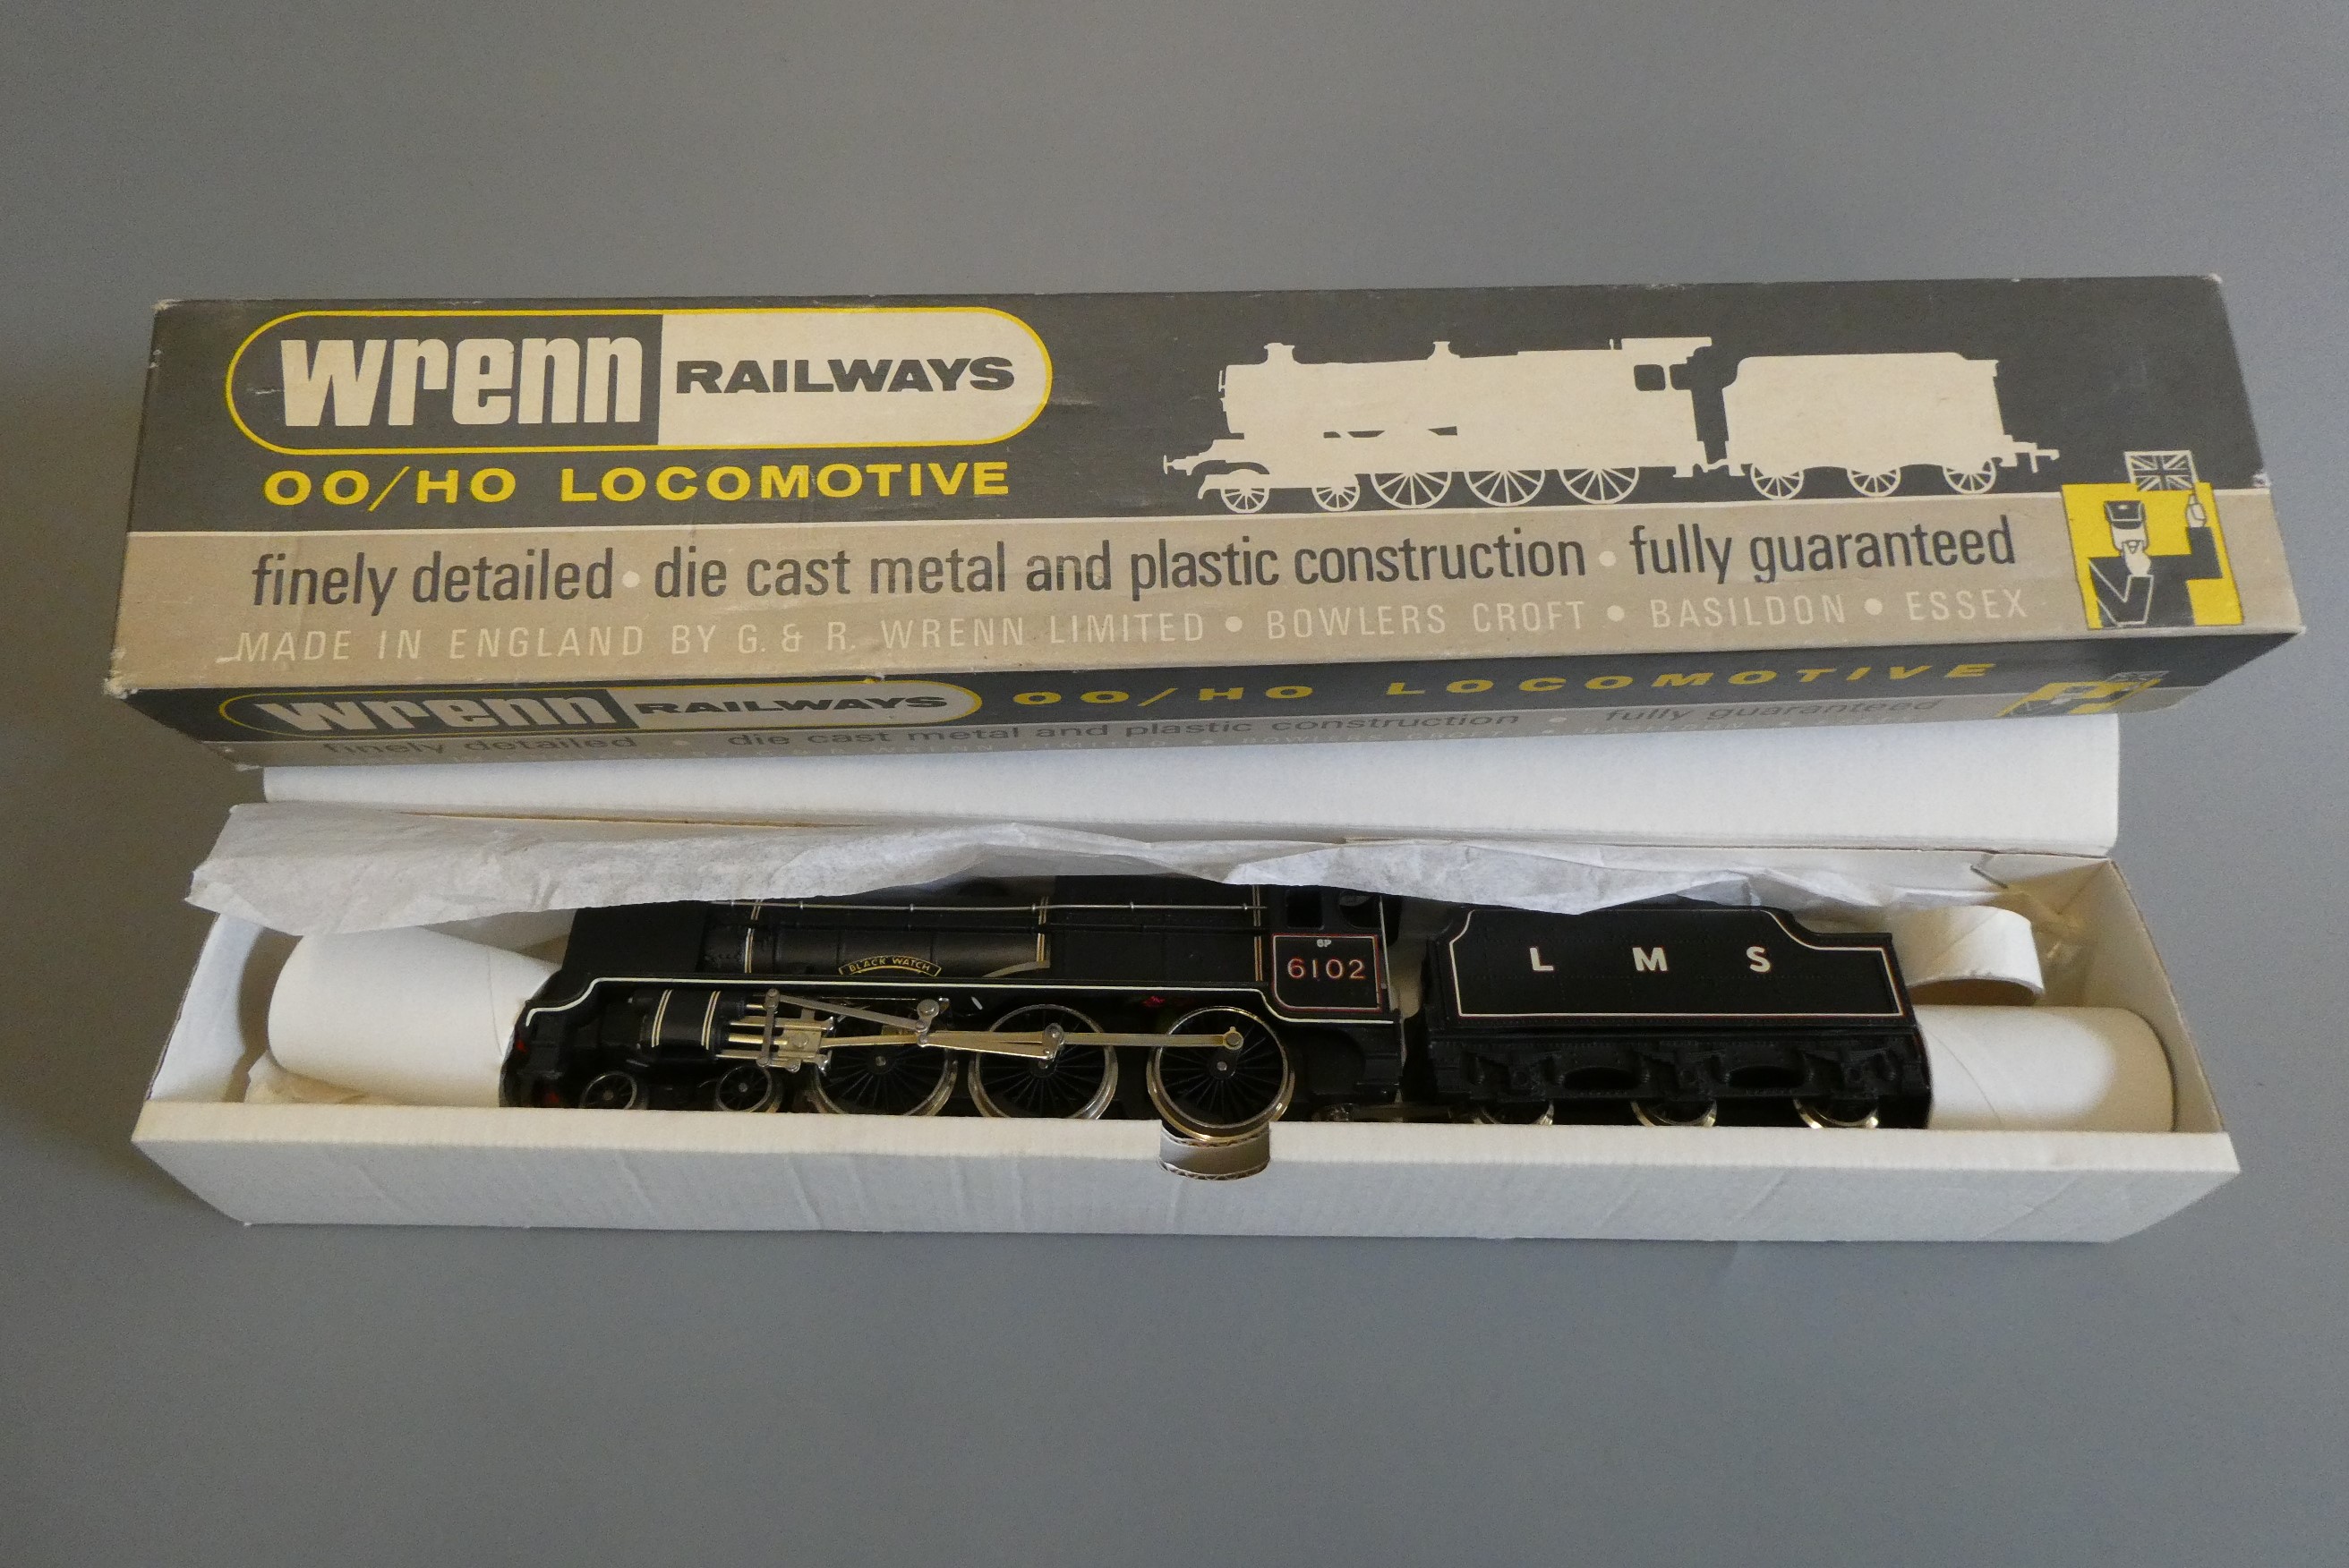 wrenn RAILWAYS
OO/HO LOCOMOTIVE
finely detailed • die cast metal and plastic construction • fully guaranteed
MADE IN ENGLAND BY G. & R. WRENN LIMITED • BOWLERS CROFT • BASILDON • ESSEX
wrenn RAILWAYS OO/HO LOCOMOTIVE
finely detailed • die cast metal and plastic construction • fully guaranteed
BLACK WATCH
6P
6102
L M S